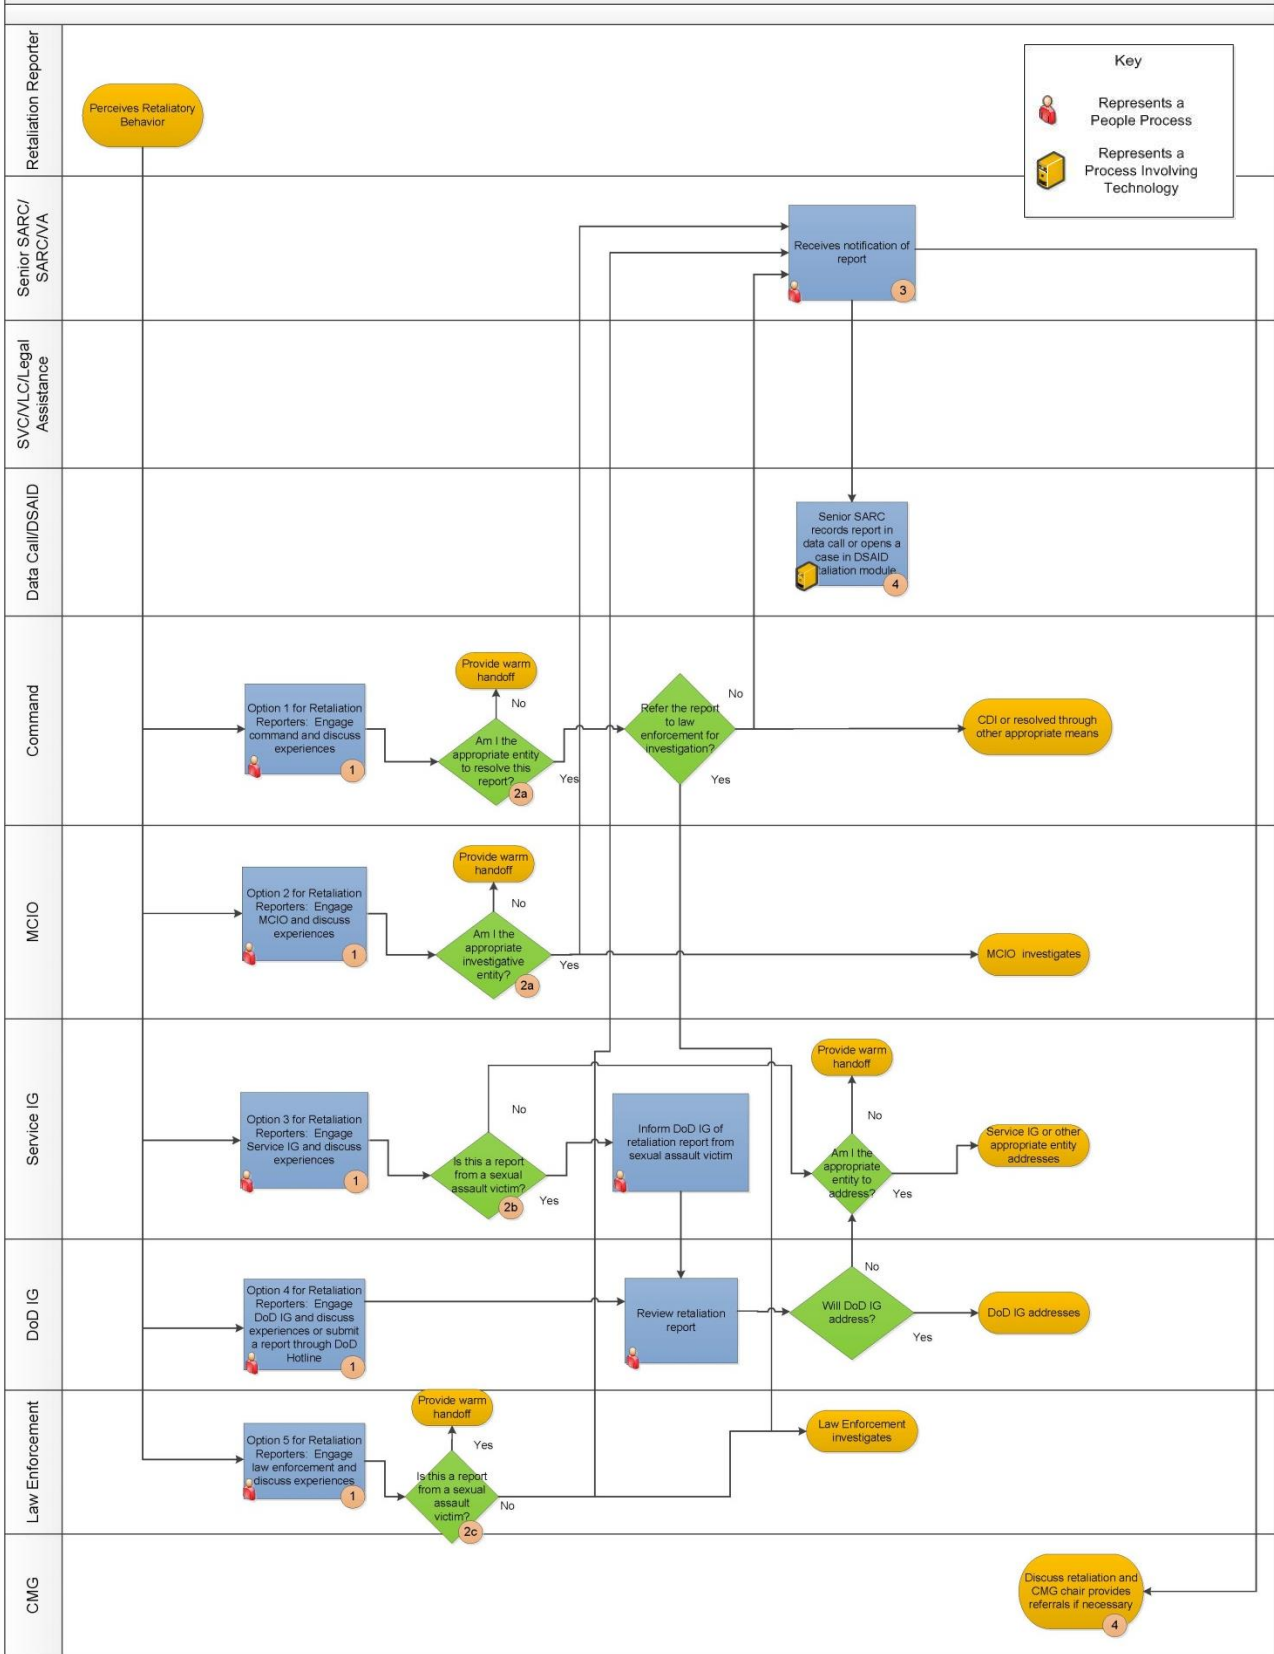 Retaliation Reporter
Perceives Retaliatory
Behavior
Key
Represents a
People Process
Represents a
Process Involving
Technology
Senior SARC/
SARC/VA
Receives notification of
report
3
SVC/VLC/Legal
Assistance
Data Call/DSAID
Senior SARC
records report in
data call or opens a
case in DSAID
taliation module
4
Command
Option 1 for Retaliation
Reporters: Engage
command and discuss
experiences
1
Provide warm
handoff
No
Am I the
appropriate entity
to resolve this
report?
2a
Yes
Refer the report
to law
enforcement for
investigation?
No
Yes
CDI or resolved through
other appropriate means
MCIO
Option 2 for Retaliation
Reporters: Engage
MCIO and discuss
experiences
1
Provide warm
handoff
No
Am I the
appropriate
investigative
entity?
2a
Yes
MCIO investigates
Service IG
Option 3 for Retaliation
Reporters: Engage
Service IG and discuss
experiences
1
No
Is this a report
from a sexual
assault victim?
2b
Yes
Inform DoD IG of
retaliation report from
sexual assault victim
Provide warm
handoff
No
Am I the
appropriate
entity to
address?
Yes
Service IG or other
appropriate entity
addresses
DoD IG
Option 4 for Retaliation
Reporters: Engage
DoD IG and discuss
experiences or submit
a report through DoD
Hotline
1
Review retaliation
report
No
Will DoD IG
address?
Yes
DoD IG addresses
Law Enforcement
Option 5 for Retaliation
Reporters: Engage
law enforcement and
discuss experiences
1
Provide warm
handoff
Yes
Is this a report
from a sexual
assault
victim?
2c
No
Law Enforcement
investigates
CMG
Discuss retaliation and
CMG chair provides
referrals if necessary
4